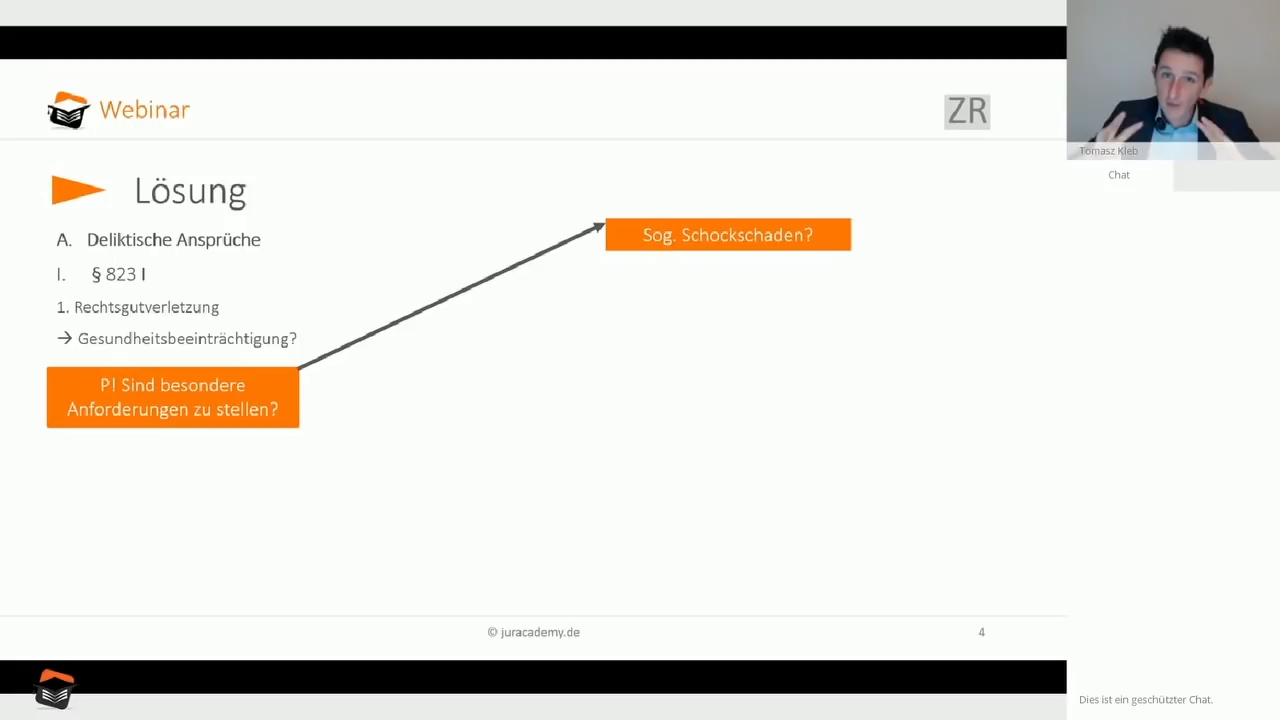 Webinar
ZR
Lösung
A. Deliktische Ansprüche
I. § 823 I
1. Rechtsgutverletzung
→ Gesundheitsbeeinträchtigung?
P! Sind besondere
Anforderungen zu stellen?
Sog. Schockschaden?
© juracademy.de
4
Tomasz Kleb
Chat
Dies ist ein geschützter Chat.